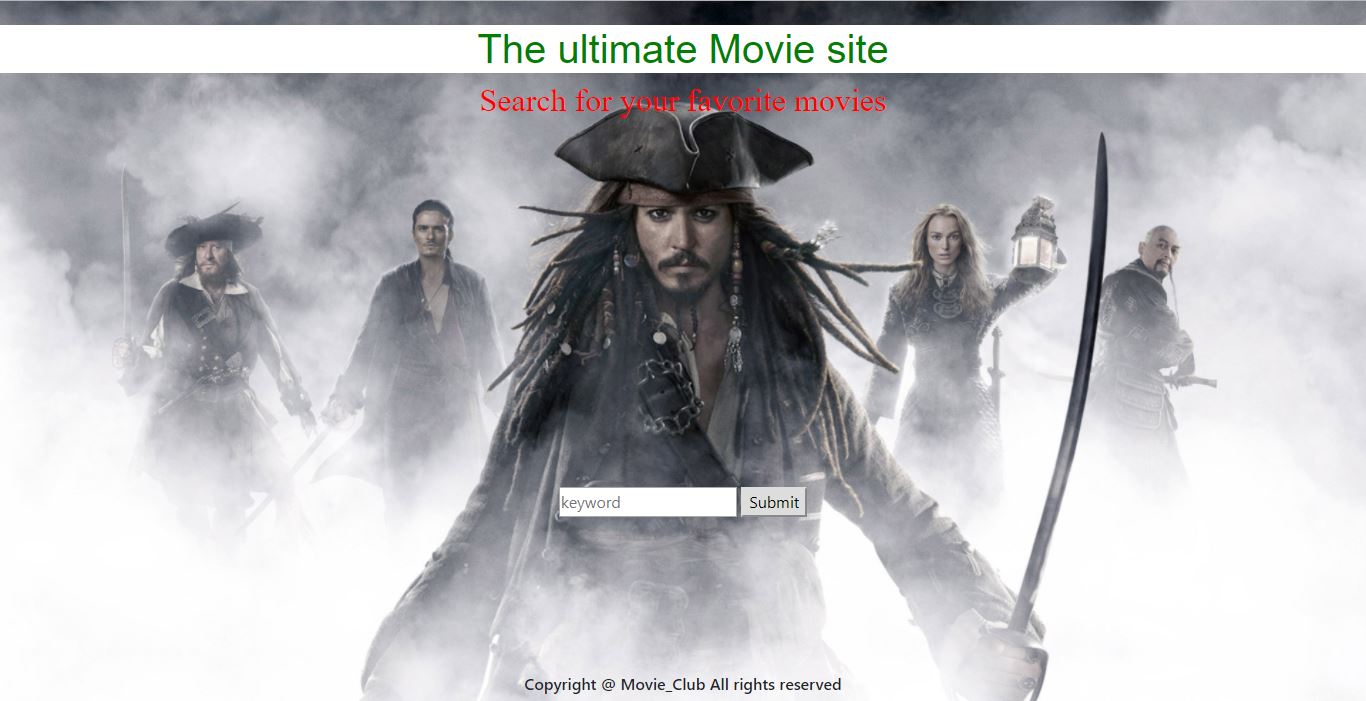 The ultimate Movie site
Search for your favorite movies
keyword
Submit
Copyright @ Movie_Club All rights reserved